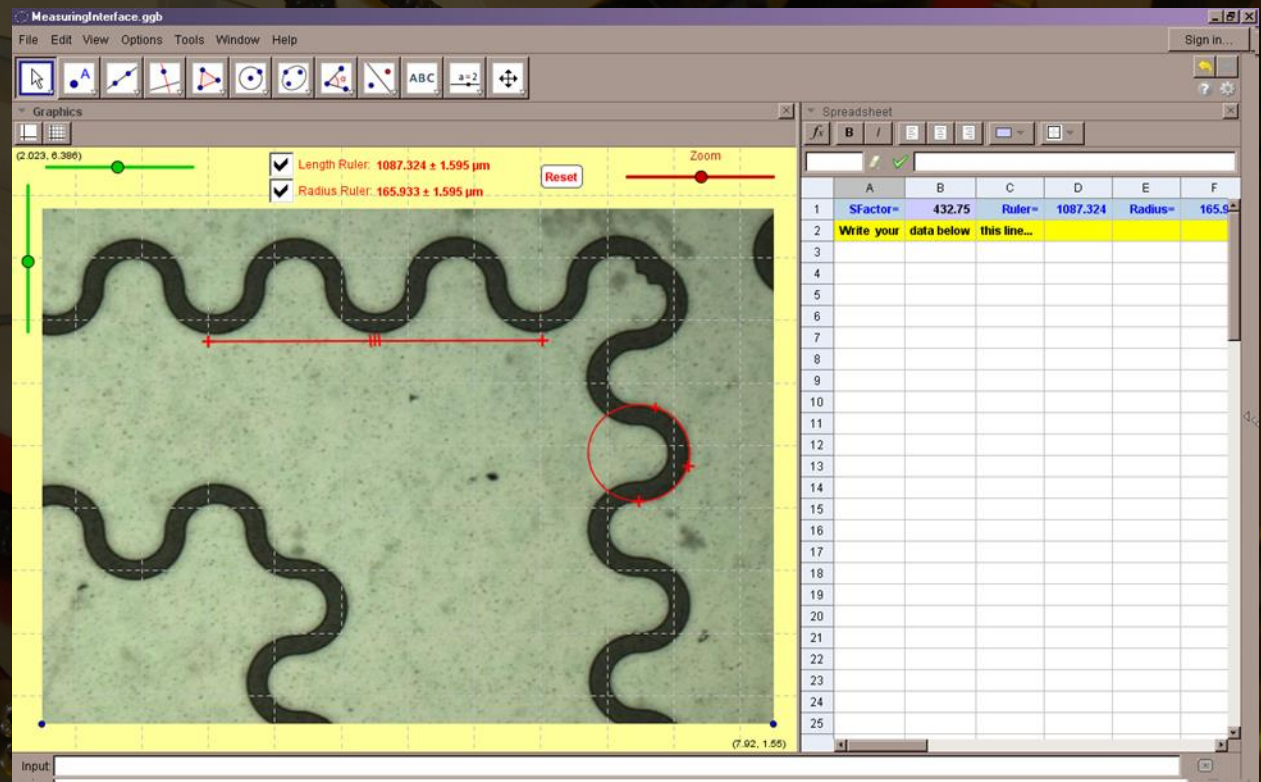 MeasuringInterface.ggb
File Edit View Options Tools Window Help
Sign in...
A ABC a=2
Graphics
Spreadsheet
fx B I
(2.023, 6.386)
Length Ruler: 1087.324 ± 1.595 µm
Radius Ruler: 165.933 ± 1.595 µm
Reset
Zoom
A B C D E F
1 SFactor= 432.75 Ruler= 1087.324 Radius= 165.9
2 Write your data below this line...
3
4
5
6
7
8
9
10
11
12
13
14
15
16
17
18
19
20
21
22
23
24
25
(7.92, 1.55)
Input: